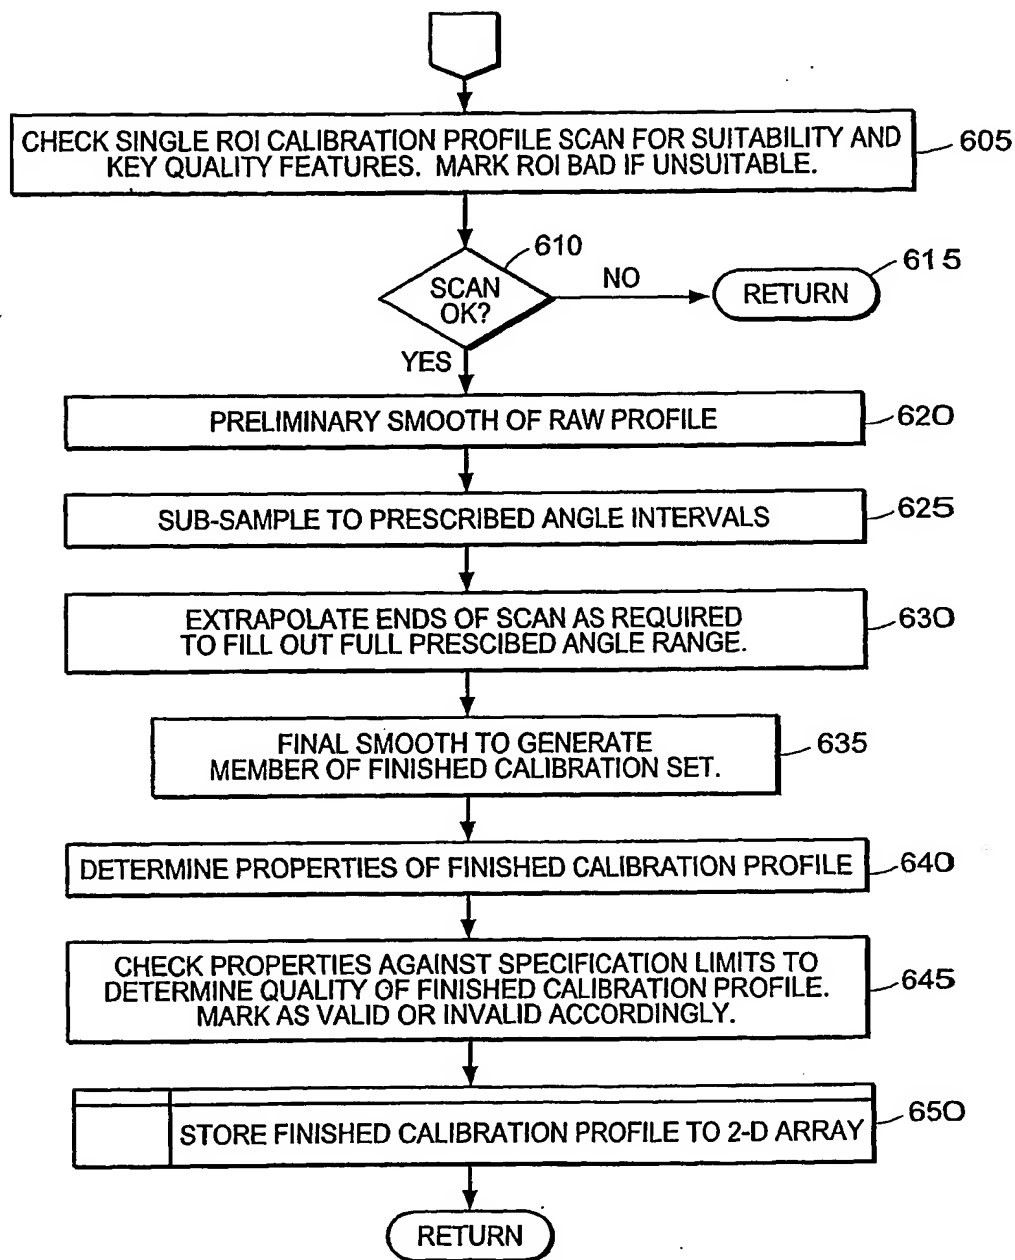 CHECK SINGLE ROI CALIBRATION PROFILE SCAN FOR SUITABILITY AND
KEY QUALITY FEATURES. MARK ROI BAD IF UNSUITABLE.
605
610
SCAN
OK?
NO
615
RETURN
YES
PRELIMINARY SMOOTH OF RAW PROFILE
620
SUB-SAMPLE TO PRESCRIBED ANGLE INTERVALS
625
EXTRAPOLATE ENDS OF SCAN AS REQUIRED
TO FILL OUT FULL PRESCIBED ANGLE RANGE.
630
FINAL SMOOTH TO GENERATE
MEMBER OF FINISHED CALIBRATION SET.
635
DETERMINE PROPERTIES OF FINISHED CALIBRATION PROFILE
640
CHECK PROPERTIES AGAINST SPECIFICATION LIMITS TO
DETERMINE QUALITY OF FINISHED CALIBRATION PROFILE.
MARK AS VALID OR INVALID ACCORDINGLY.
645
STORE FINISHED CALIBRATION PROFILE TO 2-D ARRAY
650
RETURN